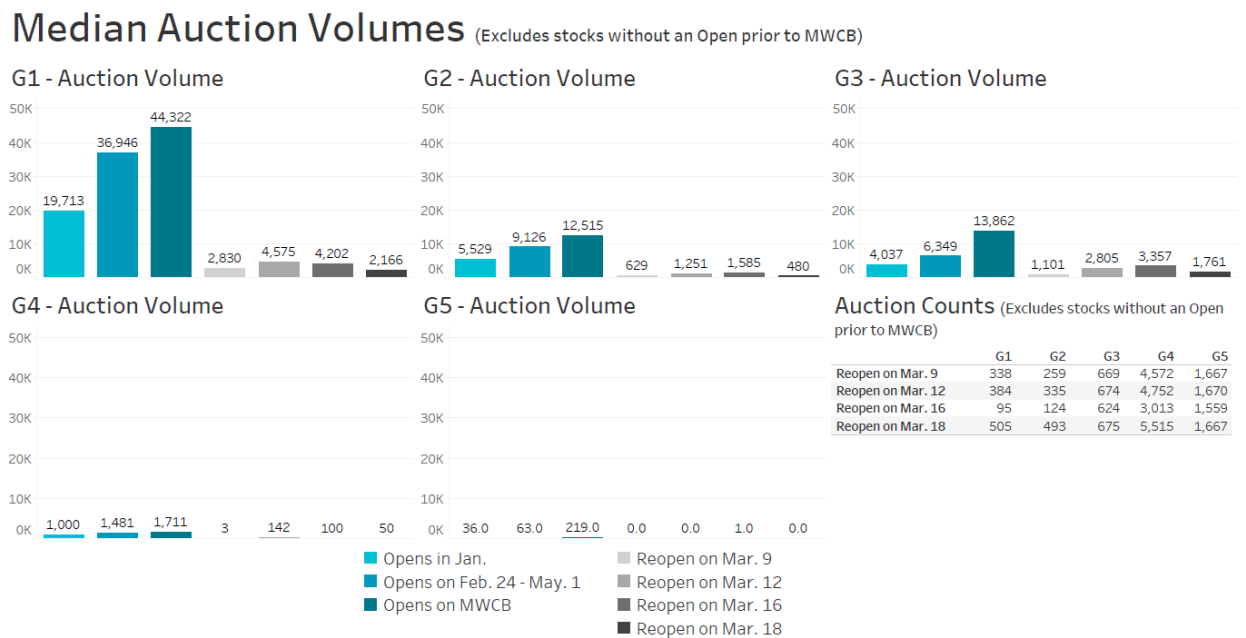 Median Auction Volumes (Excludes stocks without an Open prior to MWCB)
G1 - Auction Volume
50K
40K
30K
20K
10K
0K
19,713
36,946
44,322
2,830
4,575
4,202
2,166
G2 - Auction Volume
50K
40K
30K
20K
10K
0K
5,529
9,126
12,515
629
1,251
1,585
480
G3 - Auction Volume
50K
40K
30K
20K
10K
0K
4,037
6,349
13,862
1,101
2,805
3,357
1,761
G4 - Auction Volume
50K
40K
30K
20K
10K
0K
1,000
1,481
1,711
3
142
100
50
G5 - Auction Volume
50K
40K
30K
20K
10K
0K
36.0
63.0
219.0
0.0
0.0
1.0
0.0
Auction Counts (Excludes stocks without an Open
prior to MWCB)
G1 G2 G3 G4 G5
Reopen on Mar. 9 338 259 669 4,572 1,667
Reopen on Mar. 12 384 335 674 4,752 1,670
Reopen on Mar. 16 95 124 624 3,013 1,559
Reopen on Mar. 18 505 493 675 5,515 1,667
Opens in Jan.
Opens on Feb. 24 - May. 1
Opens on MWCB
Reopen on Mar. 9
Reopen on Mar. 12
Reopen on Mar. 16
Reopen on Mar. 18